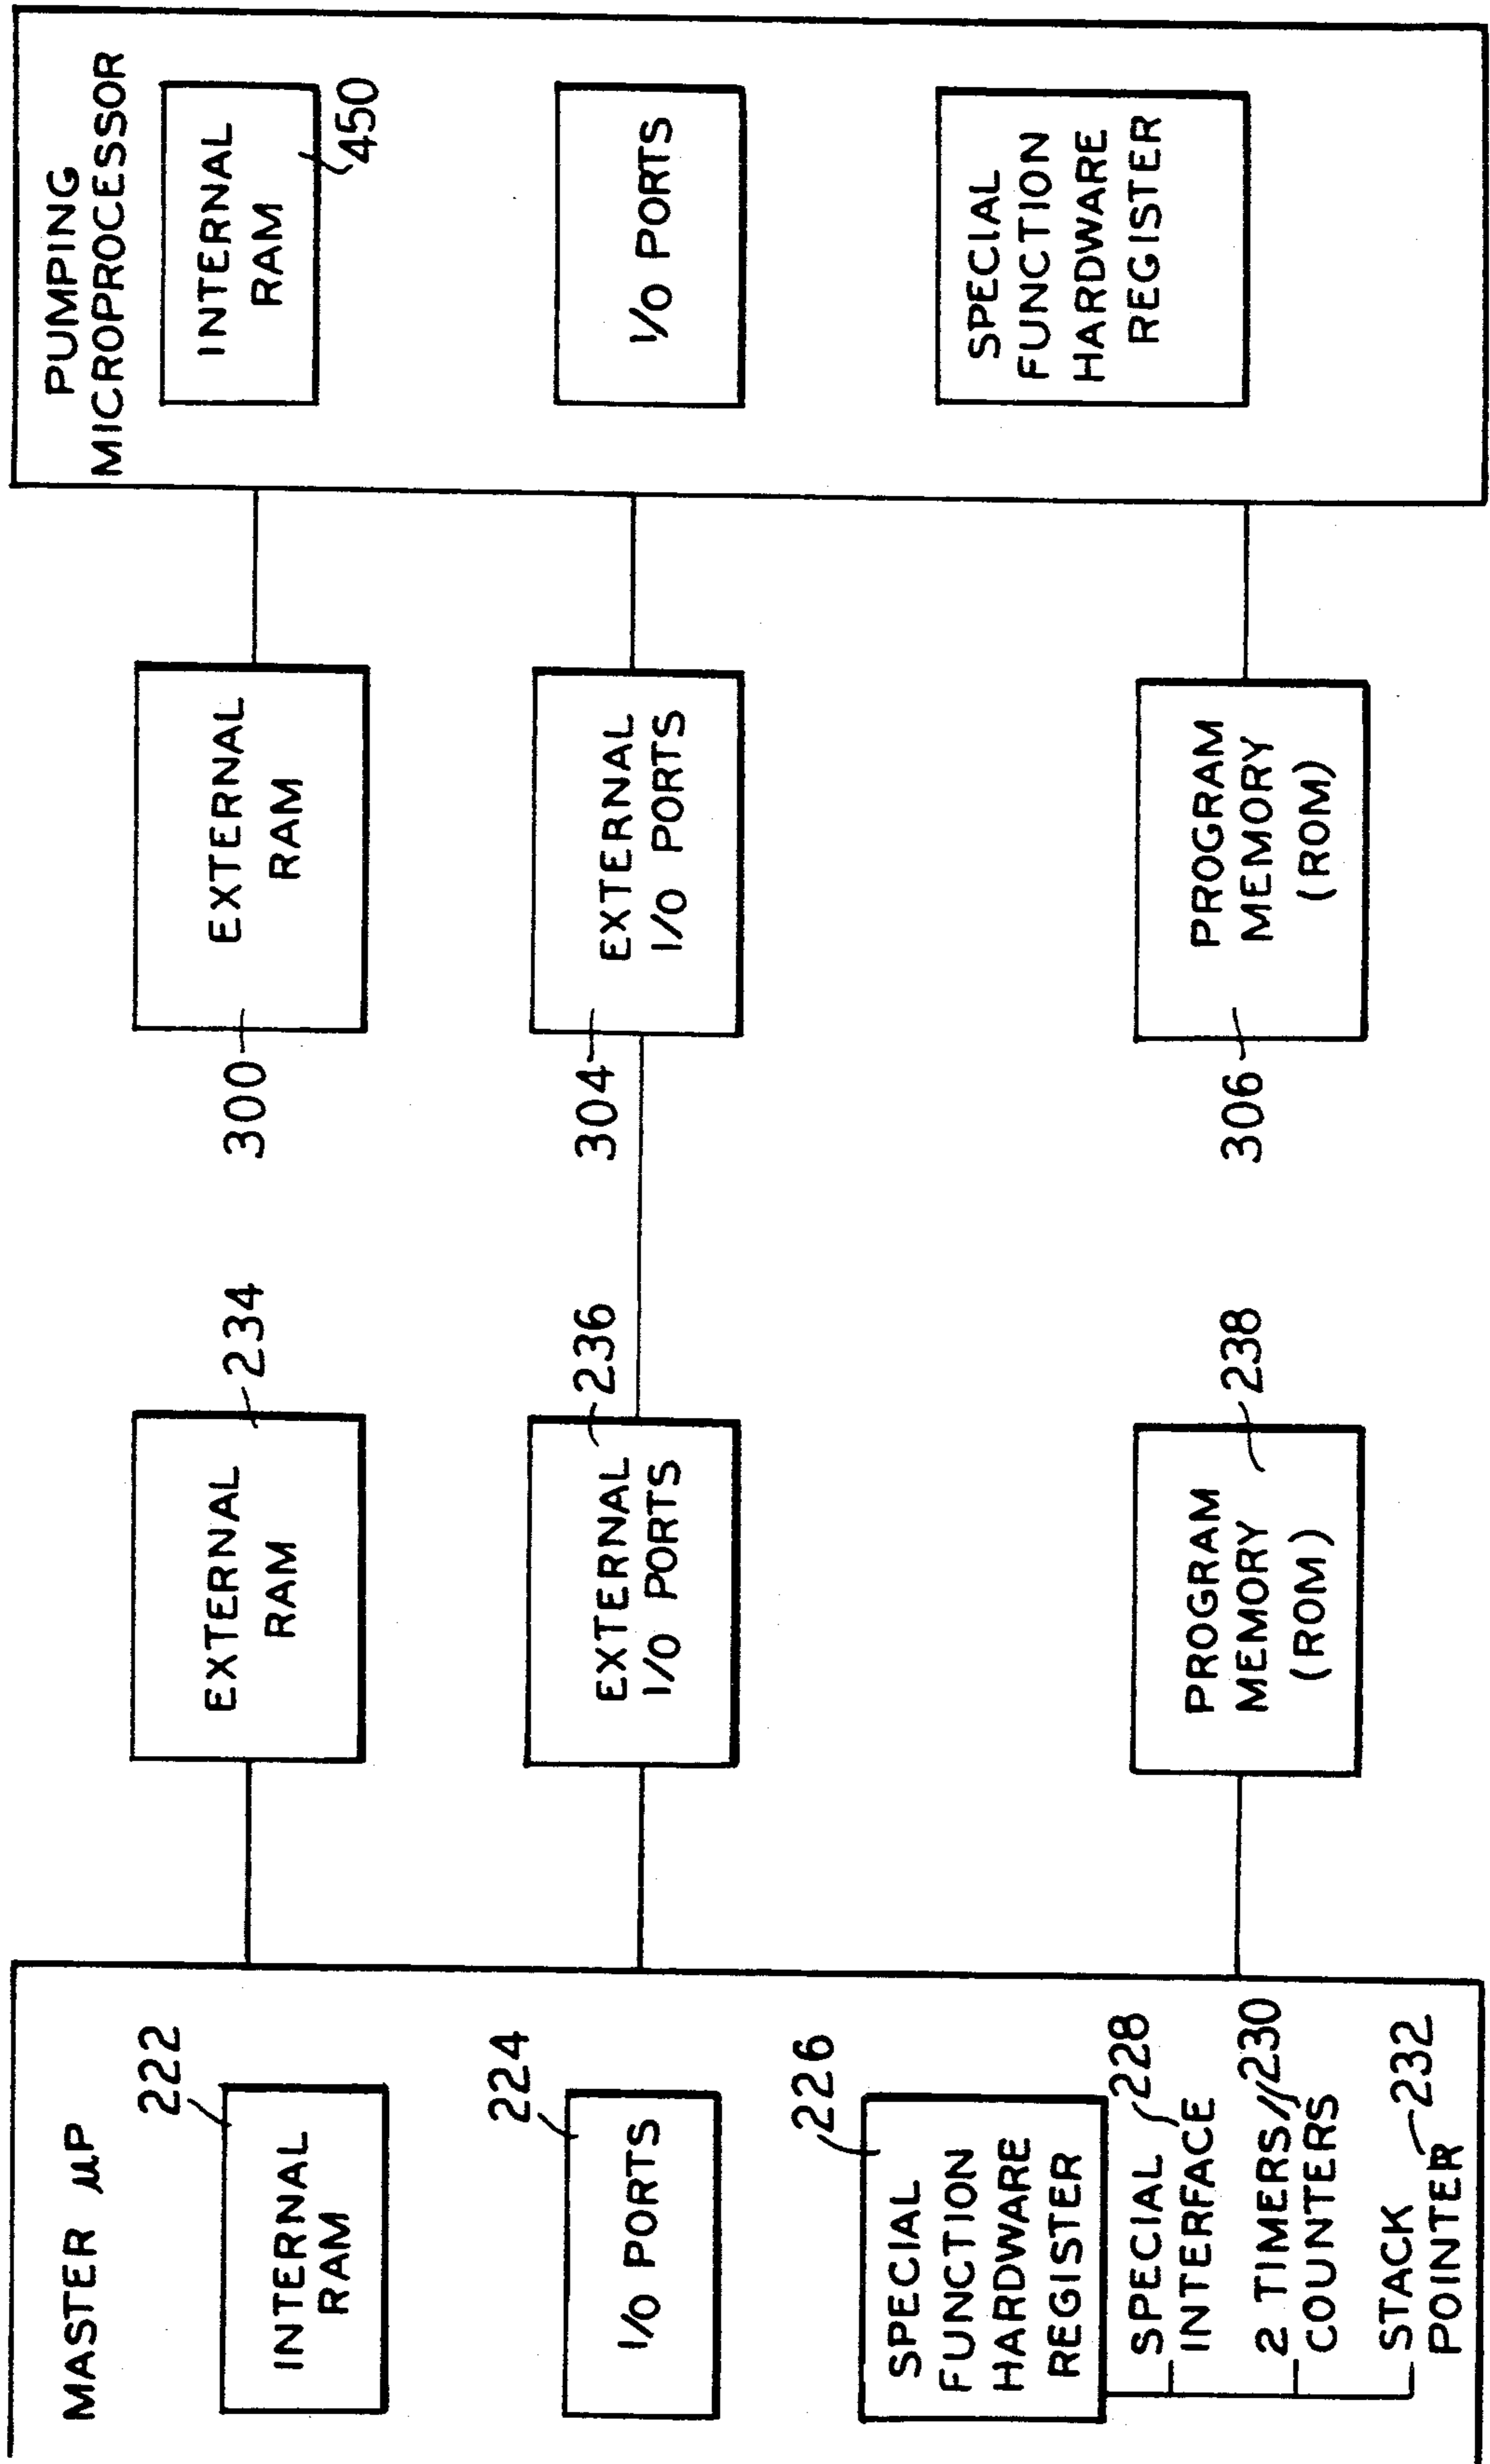 MASTER μP
222
INTERNAL
RAM
224
I/O PORTS
226
SPECIAL
FUNCTION
HARDWARE
REGISTER
SPECIAL 228
INTERFACE
2 TIMERS/ 230
COUNTERS
STACK 232
POINTER
234
EXTERNAL
RAM
236
EXTERNAL
I/O PORTS
238
PROGRAM
MEMORY
(ROM)
300
EXTERNAL
RAM
304
EXTERNAL
I/O PORTS
306
PROGRAM
MEMORY
(ROM)
PUMPING
MICROPROCESSOR
INTERNAL
RAM
450
I/O PORTS
SPECIAL
FUNCTION
HARDWARE
REGISTER